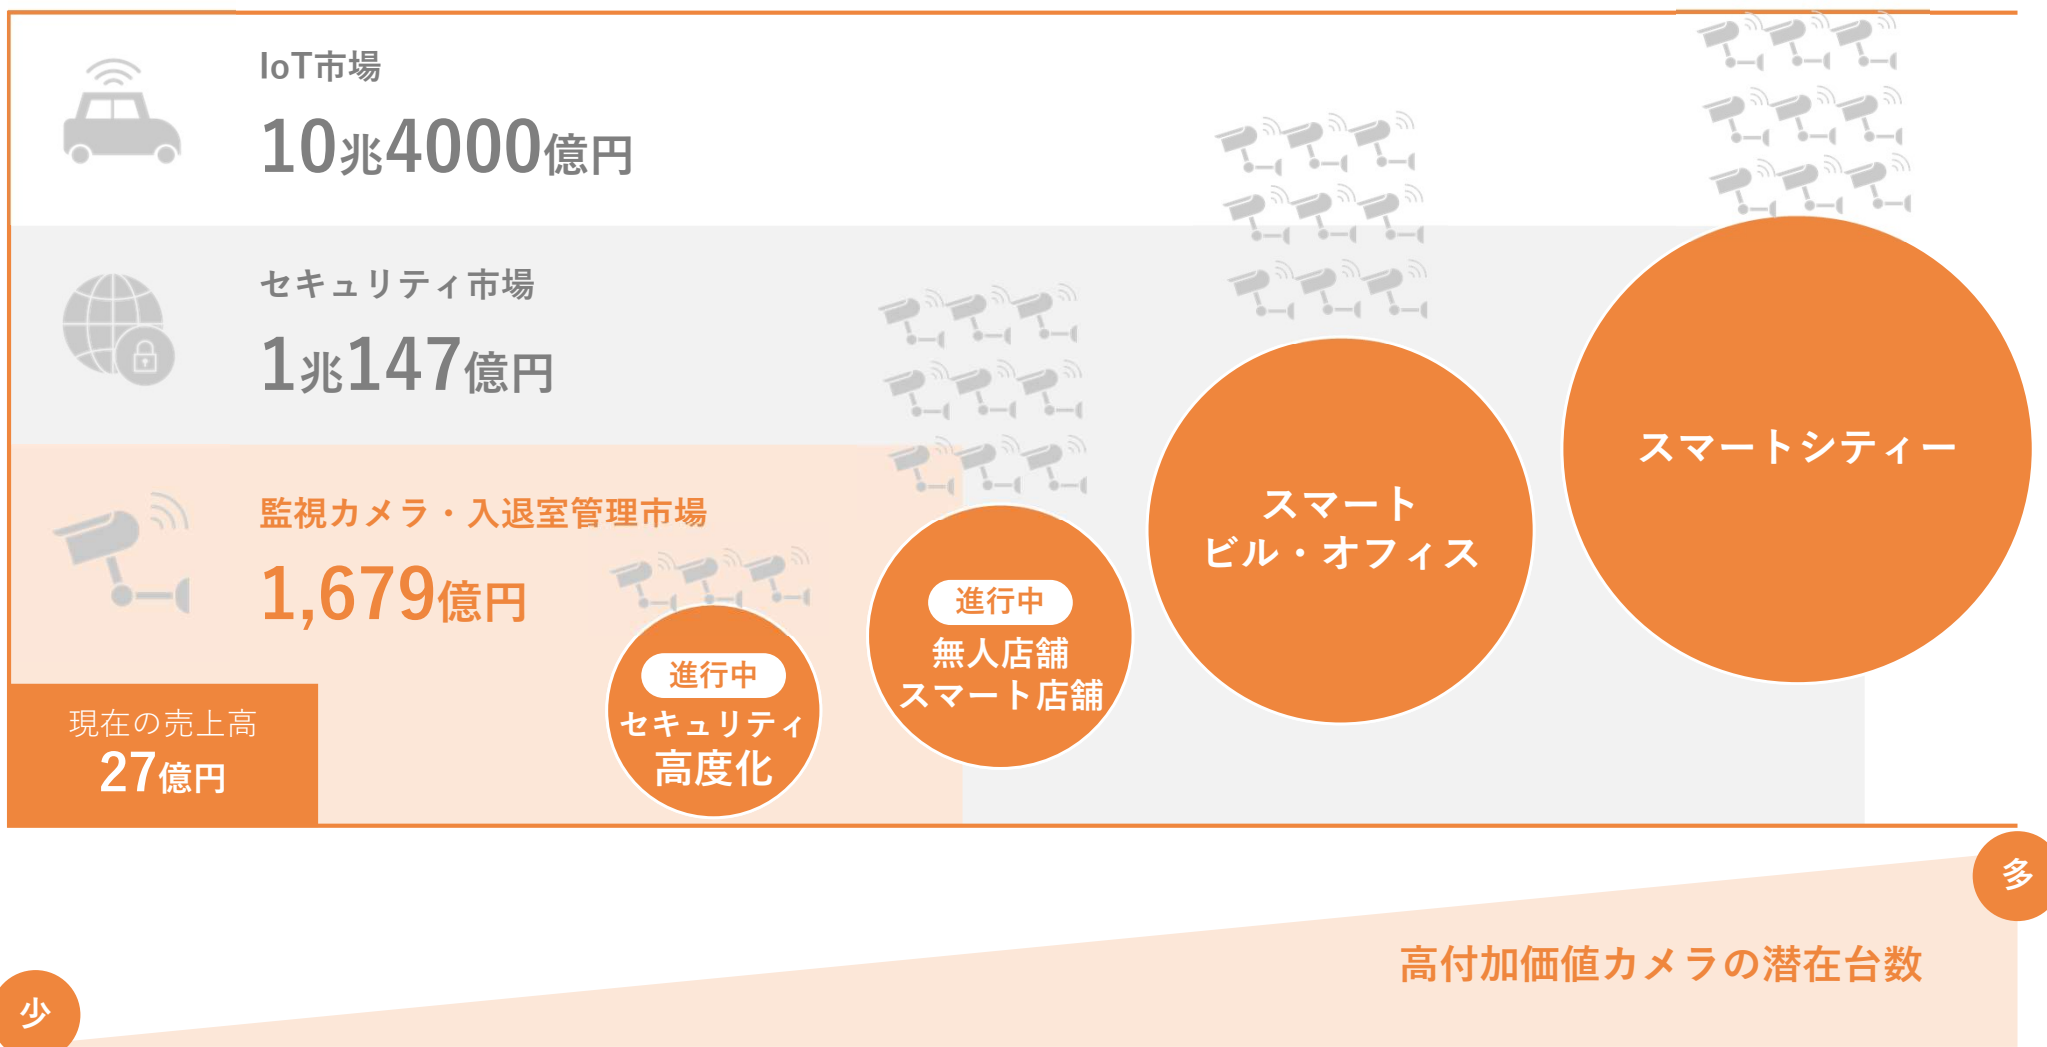 IoT市場
10兆4000億円
セキュリティ市場
1兆147億円
監視カメラ・入退室管理市場
1,679億円
現在の売上高
27億円
進行中
セキュリティ
高度化
進行中
無人店舗
スマート店舗
スマート
ビル・オフィス
スマートシティー
多
高付加価値カメラの潜在台数
少